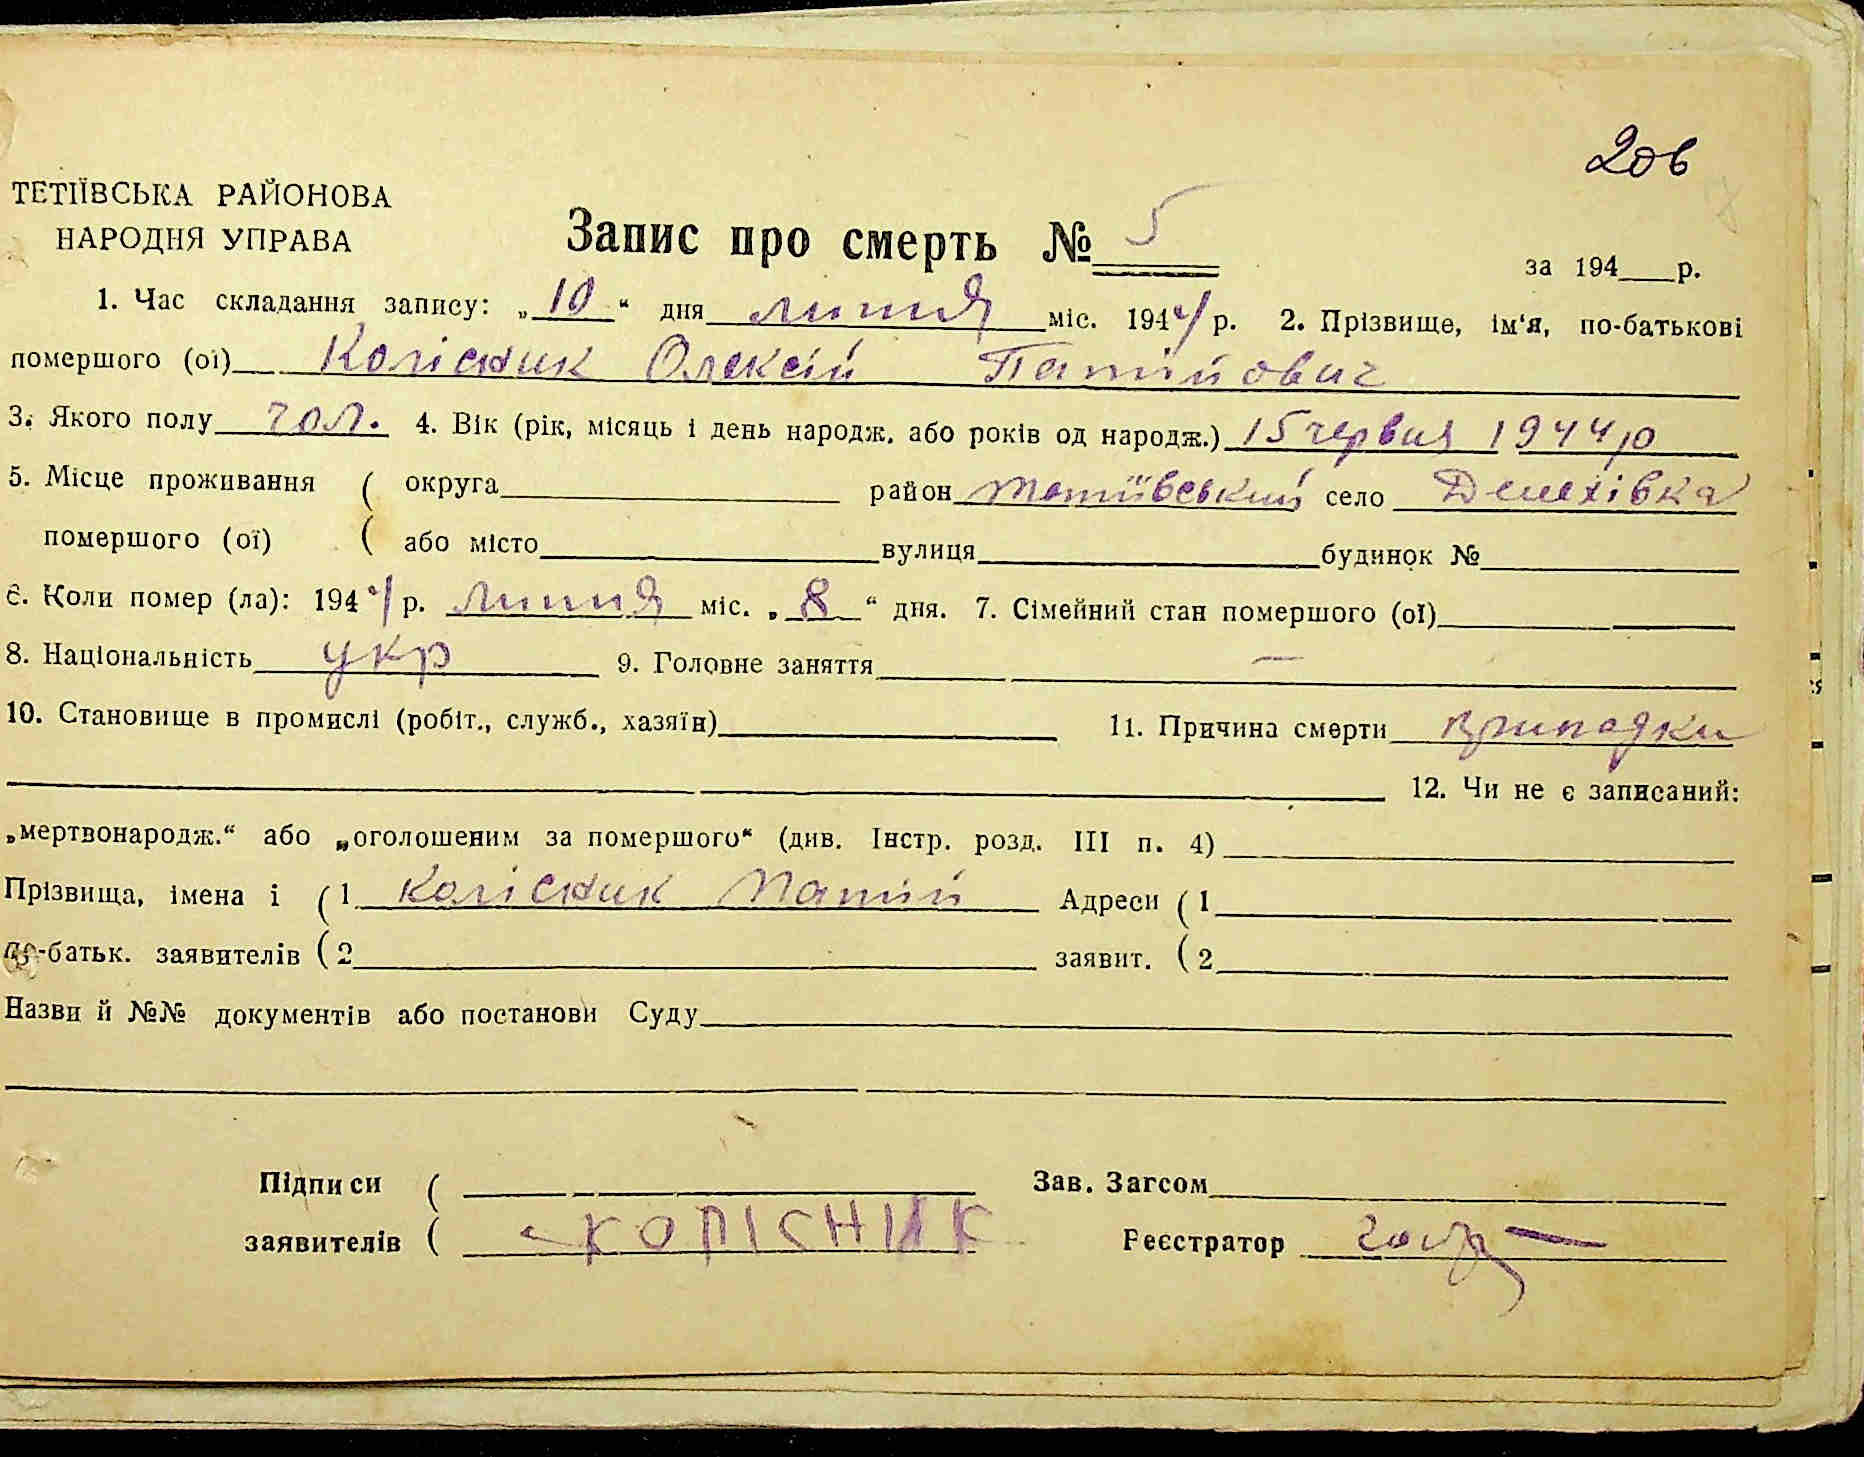 206
ТЕТІЇВСЬКА РАЙОНОВА
НАРОДНЯ УПРАВА
Запис про смерть № 5
за 194 р.
1. Час складання запису: „10“ дня липня міс. 1944 р. 2. Прізвище, ім'я, по-батькові
помершого (ої) Колісник Олексій Патійович
3. Якого полу чол. 4. Вік (рік, місяць і день народж. або років од народж.) 15 червня 1944 р
5. Місце проживання ( округа район тетіївський село Денехівка
помершого (ої) ( або місто вулиця будинок №
6. Коли помер (ла): 1944 р. липня міс. „8“ дня. 7. Сімейний стан помершого (ої)
8. Національність укр 9. Головне заняття —
10. Становище в промислі (робіт., служб., хазяїн) 11. Причина смерти припадки
12. Чи не є записаний:
„мертвонародж.“ або „оголошеним за помершого“ (див. Інстр. розд. III п. 4)
Прізвища, імена і ( 1 Колісник Патій Адреси ( 1
по-батьк. заявителів ( 2 заявит. ( 2
Назви й №№ документів або постанови Суду
Підписи ( Зав. Загсом
заявителів ( КОЛІСНИК Реєстратор